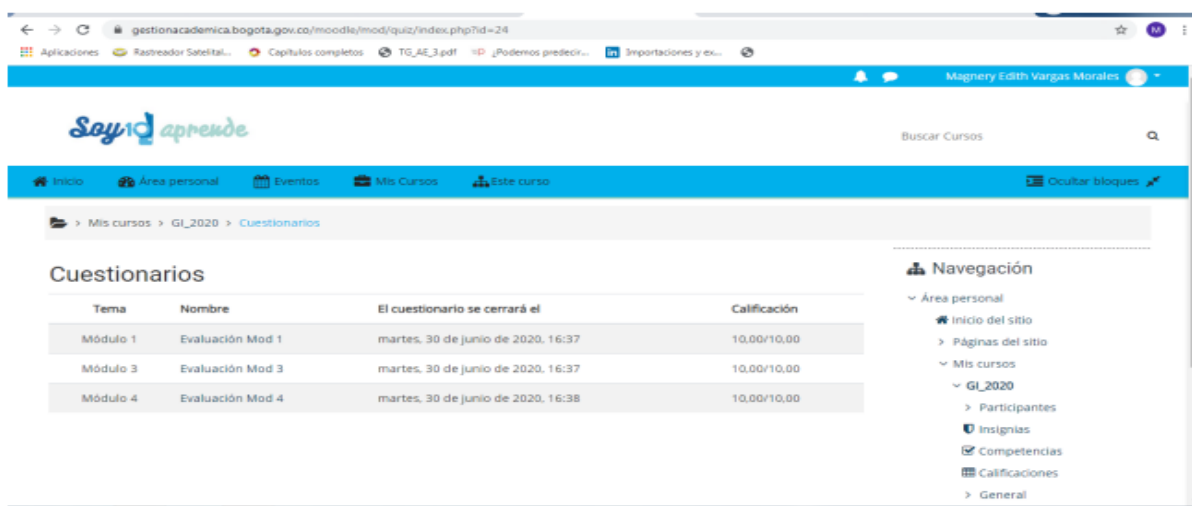 gestionacademica.bogota.gov.co/moodle/mod/quiz/index.php?id=24
M
Aplicaciones Rastreador Satelital... Capítulos completos TG_AE_3.pdf ¿Podemos predecir... Importaciones y ex...
Magnery Edith Vargas Morales
Soy10 aprende
Buscar Cursos
Inicio Área personal Eventos Mis Cursos Este curso Ocultar bloques
> Mis cursos > GI_2020 > Cuestionarios
Cuestionarios
Tema Nombre El cuestionario se cerrará el Calificación
Módulo 1 Evaluación Mod 1 martes, 30 de junio de 2020, 16:37 10,00/10,00
Módulo 3 Evaluación Mod 3 martes, 30 de junio de 2020, 16:37 10,00/10,00
Módulo 4 Evaluación Mod 4 martes, 30 de junio de 2020, 16:38 10,00/10,00
Navegación
Área personal
Inicio del sitio
Páginas del sitio
Mis cursos
GI_2020
Participantes
Insignias
Competencias
Calificaciones
General